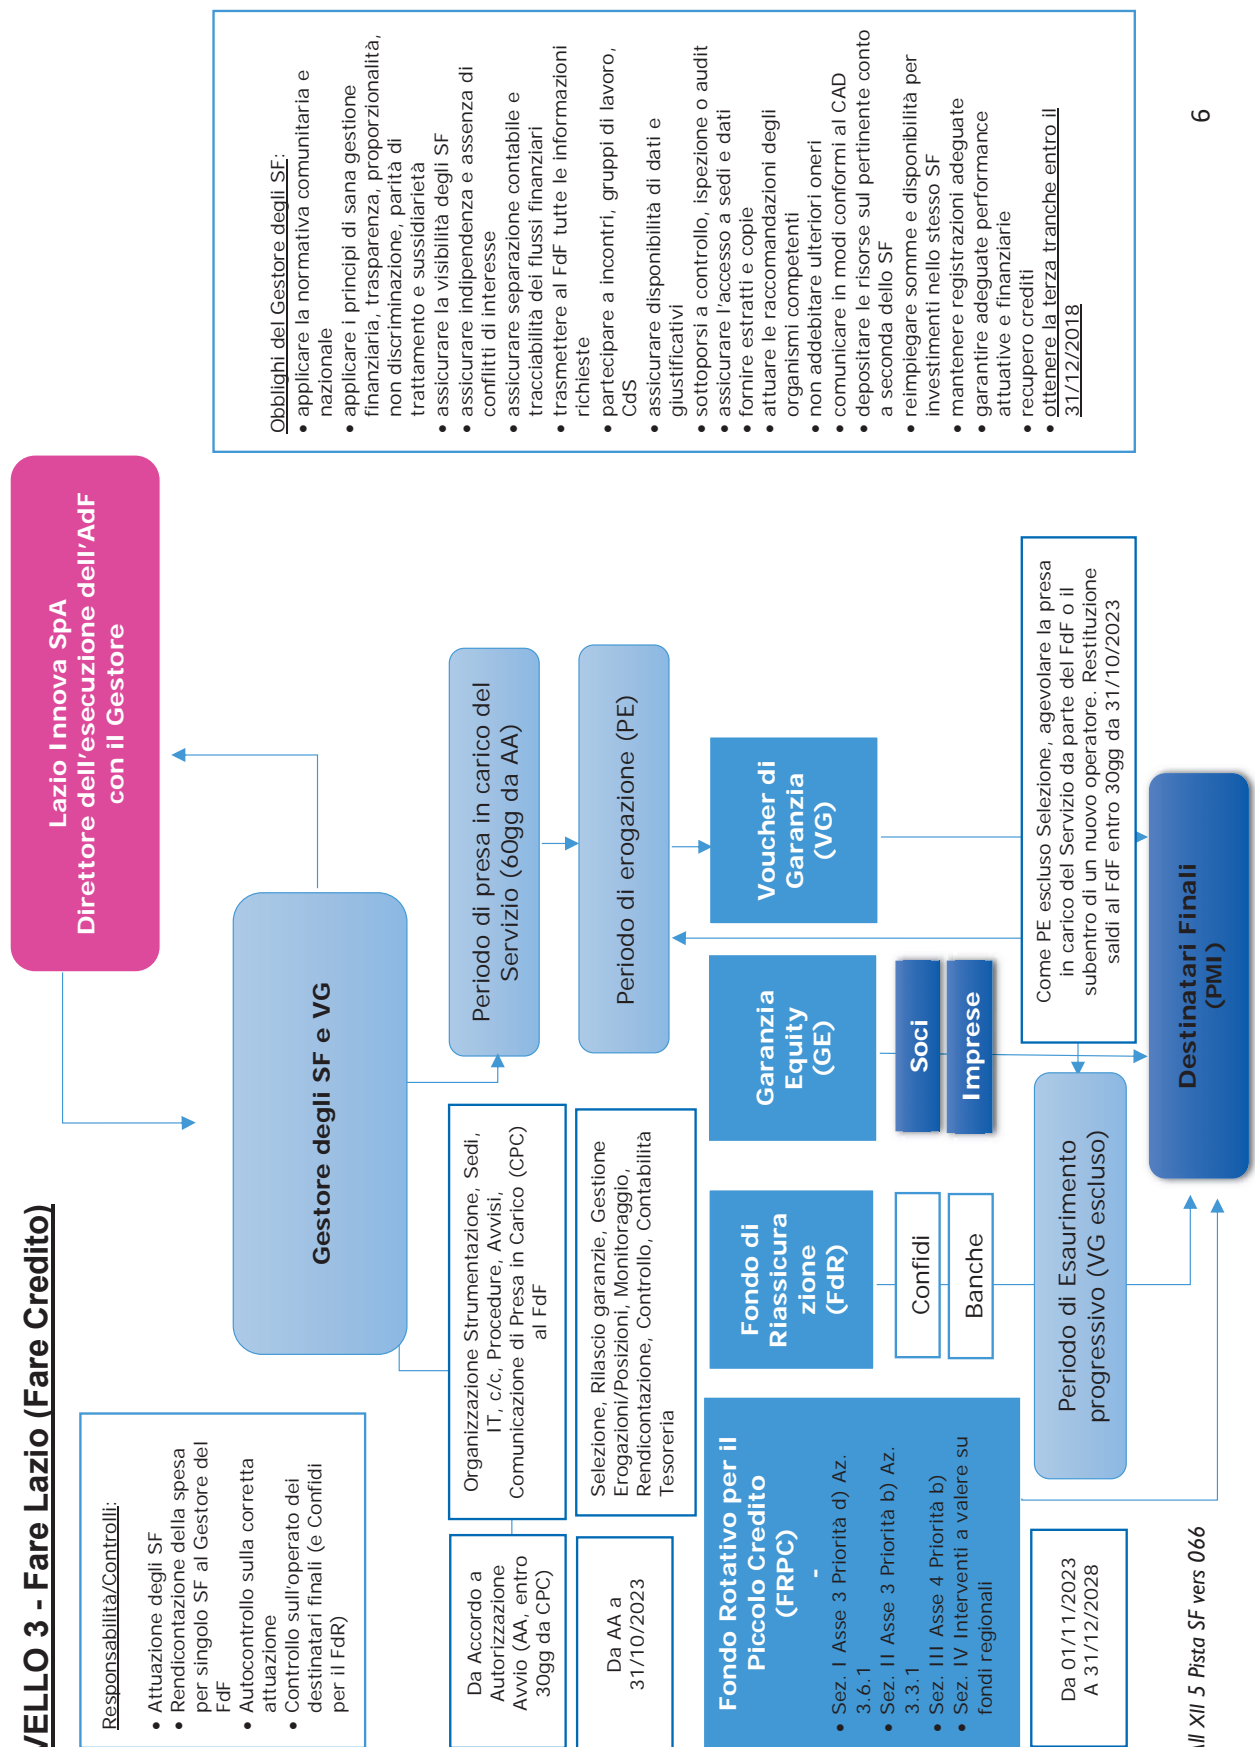 VELLO 3 - Fare Lazio (Fare Credito)
Lazio Innova SpA
Direttore dell'esecuzione dell'AdF
con il Gestore
Responsabilità/Controlli:
• Attuazione degli SF
• Rendicontazione della spesa
per singolo SF al Gestore del
FdF
• Autocontrollo sulla corretta
attuazione
• Controllo sull'operato dei
destinatari finali (e Confidi
per il FdR)
Gestore degli SF e VG
Obblighi del Gestore degli SF:
• applicare la normativa comunitaria e
nazionale
• applicare i principi di sana gestione
finanziaria, trasparenza, proporzionalità,
non discriminazione, parità di
trattamento e sussidiarietà
• assicurare la visibilità degli SF
• assicurare indipendenza e assenza di
conflitti di interesse
• assicurare separazione contabile e
tracciabilità dei flussi finanziari
• trasmettere al FdF tutte le informazioni
richieste
• partecipare a incontri, gruppi di lavoro,
CdS
• assicurare disponibilità di dati e
giustificativi
• sottoporsi a controllo, ispezione o audit
• assicurare l'accesso a sedi e dati
• fornire estratti e copie
• attuare le raccomandazioni degli
organismi competenti
• non addebitare ulteriori oneri
• comunicare in modi conformi al CAD
• depositare le risorse sul pertinente conto
a seconda dello SF
• reimpiegare somme e disponibilità per
investimenti nello stesso SF
• mantenere registrazioni adeguate
• garantire adeguate performance
attuative e finanziarie
• recupero crediti
• ottenere la terza tranche entro il
31/12/2018
Da Accordo a
Autorizzazione
Avvio (AA, entro
30gg da CPC)
Organizzazione Strumentazione, Sedi,
IT, c/c, Procedure, Avvisi,
Comunicazione di Presa in Carico (CPC)
al FdF
Periodo di presa in carico del
Servizio (60gg da AA)
Da AA a
31/10/2023
Selezione, Rilascio garanzie, Gestione
Erogazioni/Posizioni, Monitoraggio,
Rendicontazione, Controllo, Contabilità
Tesoreria
Periodo di erogazione (PE)
Fondo Rotativo per il
Piccolo Credito
(FRPC)
-
• Sez. I Asse 3 Priorità d) Az.
3.6.1
• Sez. II Asse 3 Priorità b) Az.
3.3.1
• Sez. III Asse 4 Priorità b)
• Sez. IV Interventi a valere su
fondi regionali
Fondo di
Riassicura
zione
(FdR)
Confidi
Banche
Garanzia
Equity
(GE)
Soci
Imprese
Voucher di
Garanzia
(VG)
Da 01/11/2023
A 31/12/2028
Periodo di Esaurimento
progressivo (VG escluso)
Come PE escluso Selezione, agevolare la presa
in carico del Servizio da parte del FdF o il
subentro di un nuovo operatore. Restituzione
saldi al FdF entro 30gg da 31/10/2023
Destinatari Finali
(PMI)
All XII 5 Pista SF vers 066
6